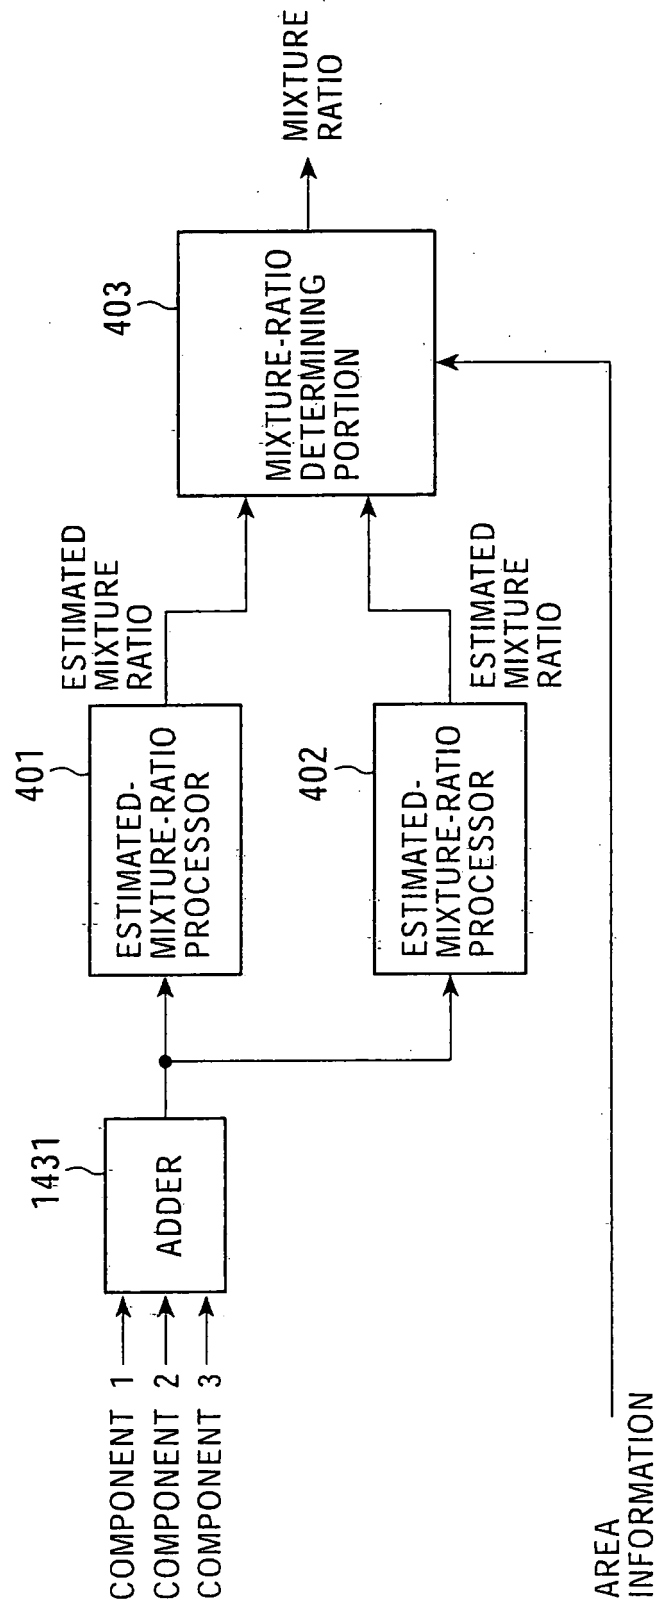 COMPONENT 1
COMPONENT 2
COMPONENT 3
1431
ADDER
401
ESTIMATED-
MIXTURE-RATIO
PROCESSOR
ESTIMATED
MIXTURE
RATIO
402
ESTIMATED-
MIXTURE-RATIO
PROCESSOR
ESTIMATED
MIXTURE
RATIO
403
MIXTURE-RATIO
DETERMINING
PORTION
MIXTURE
RATIO
AREA
INFORMATION